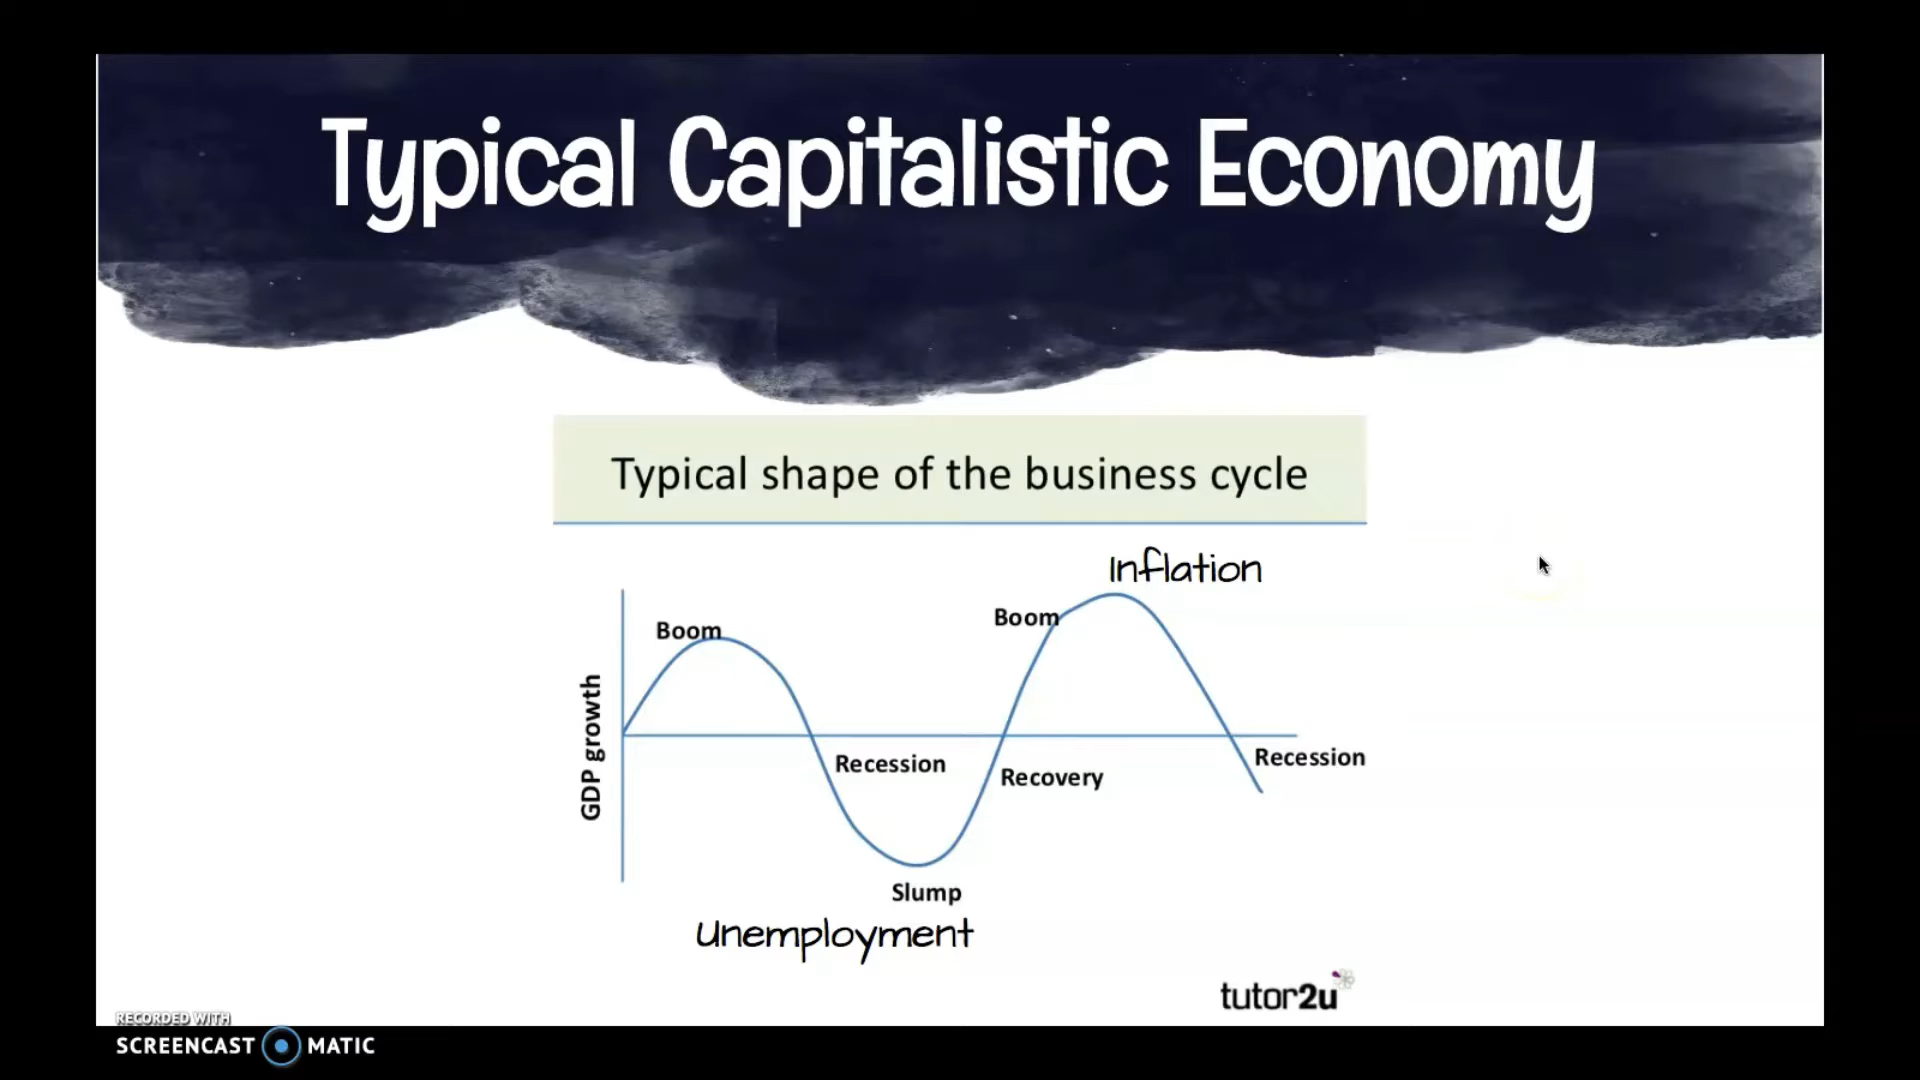 Typical Capitalistic Economy
Typical shape of the business cycle
Inflation
Boom
Boom
GDP growth
Recession
Recovery
Recession
Slump
Unemployment
tutor2u
RECORDED WITH
SCREENCAST MATIC